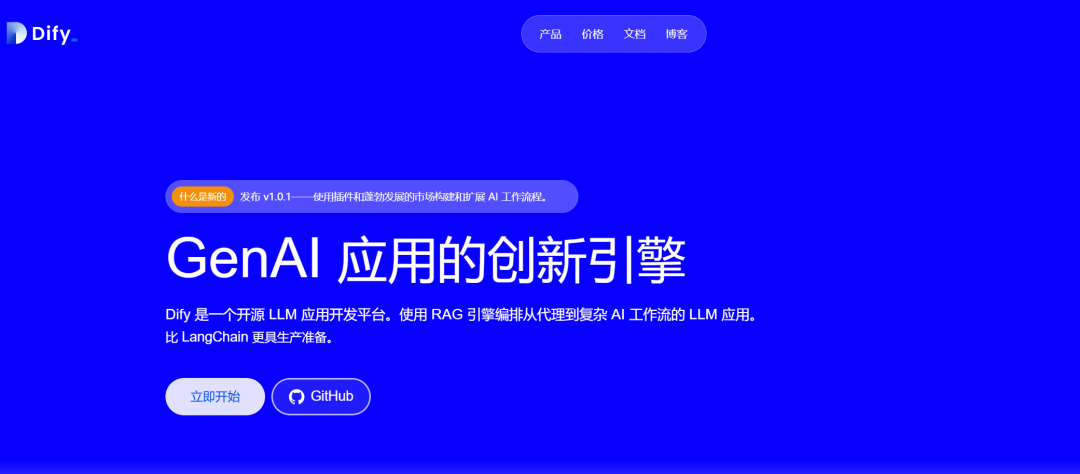 Dify_
产品 价格 文档 博客
什么是新的 发布 v1.0.1——使用插件和蓬勃发展的市场构建和扩展 AI 工作流程。
GenAI 应用的创新引擎
Dify 是一个开源 LLM 应用开发平台。使用 RAG 引擎编排从代理到复杂 AI 工作流的 LLM 应用。
比 LangChain 更具生产准备。
立即开始 GitHub